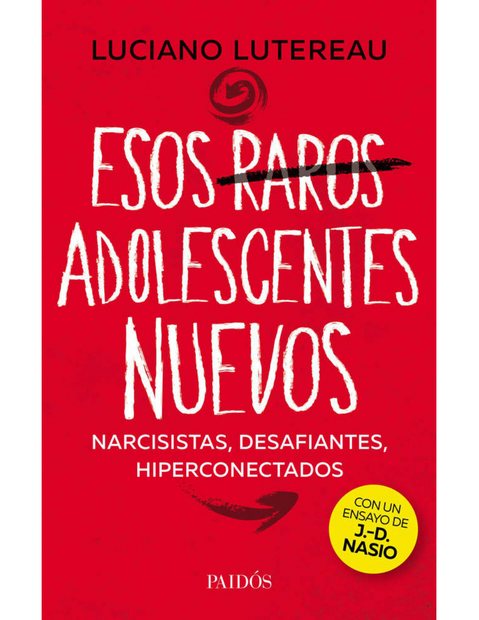 LUCIANO LUTEREAU
ESOS RAROS
ADOLESCENTES
NUEVOS
NARCISISTAS, DESAFIANTES,
HIPERCONECTADOS
CON UN
ENSAYO DE
J.-D.
NASIO
PAIDÓS